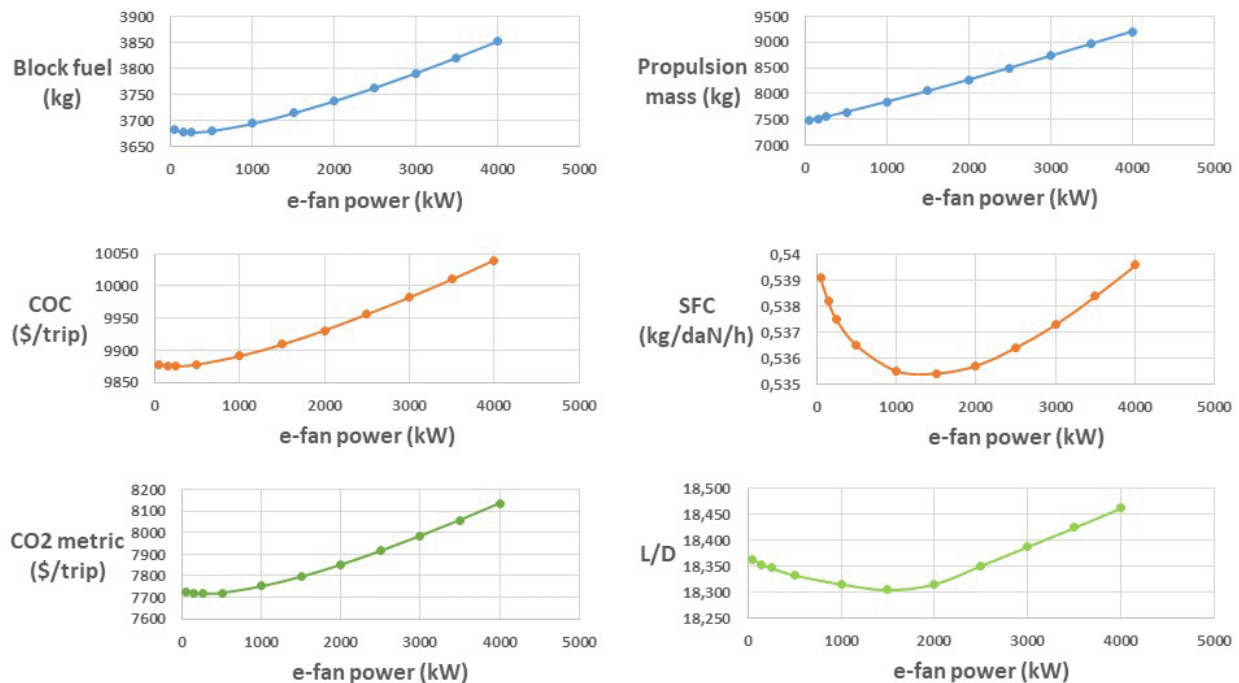 Block fuel
(kg)
3900
3850
3800
3750
3700
3650
0 1000 2000 3000 4000 5000
e-fan power (kW)
Propulsion
mass (kg)
9500
9000
8500
8000
7500
7000
0 1000 2000 3000 4000 5000
e-fan power (kW)
COC
($/trip)
10050
10000
9950
9900
9850
0 1000 2000 3000 4000 5000
e-fan power (kW)
SFC
(kg/daN/h)
0,54
0,539
0,538
0,537
0,536
0,535
0 1000 2000 3000 4000 5000
e-fan power (kW)
CO2 metric
($/trip)
8200
8100
8000
7900
7800
7700
7600
0 1000 2000 3000 4000 5000
e-fan power (kW)
L/D
18,500
18,450
18,400
18,350
18,300
18,250
0 1000 2000 3000 4000 5000
e-fan power (kW)